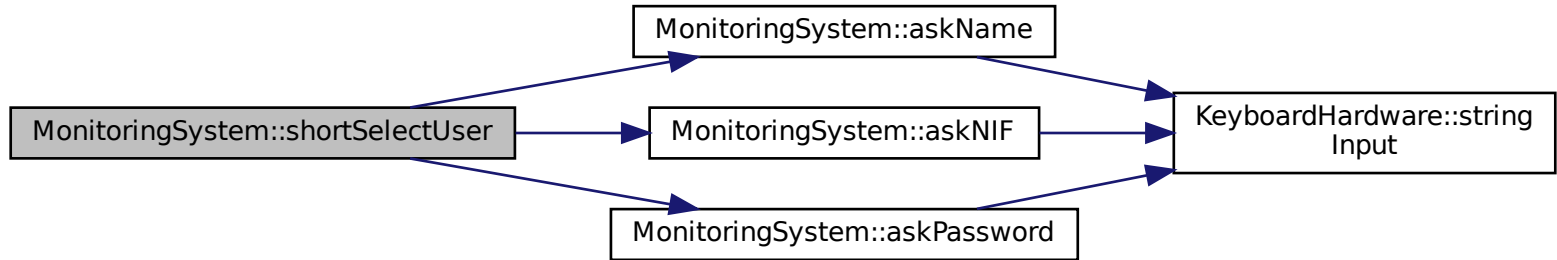 MonitoringSystem::askName
MonitoringSystem::shortSelectUser
MonitoringSystem::askNIF
KeyboardHardware::string
Input
MonitoringSystem::askPassword